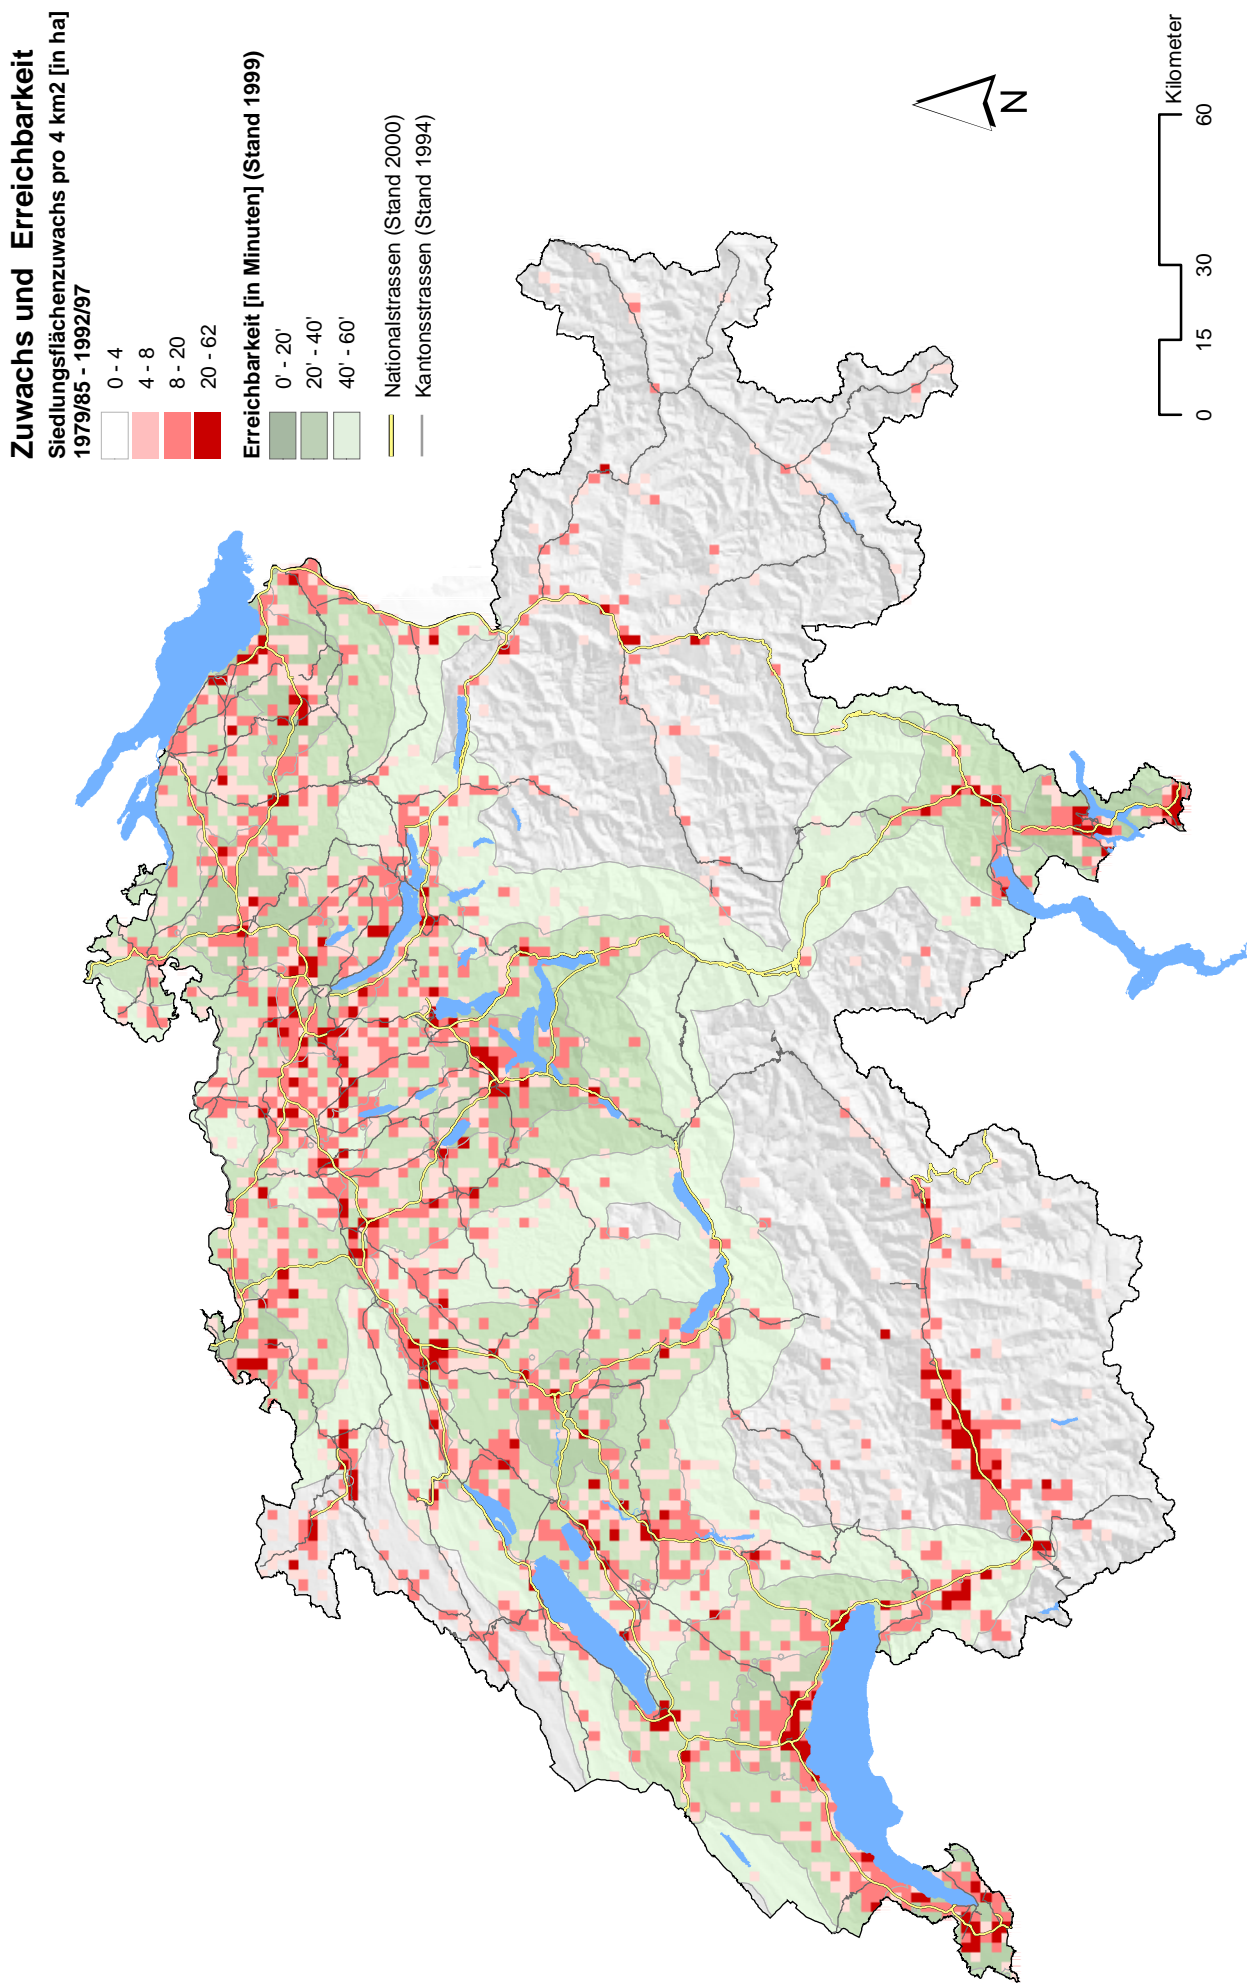 Zuwachs und Erreichbarkeit
Siedlungsflächenzuwachs pro 4 km2 [in ha]
1979/85 - 1992/97
0 - 4
4 - 8
8 - 20
20 - 62
Erreichbarkeit [in Minuten] (Stand 1999)
0' - 20'
20' - 40'
40' - 60'
Nationalstrassen (Stand 2000)
Kantonsstrassen (Stand 1994)
N
0 15 30 60
Kilometer